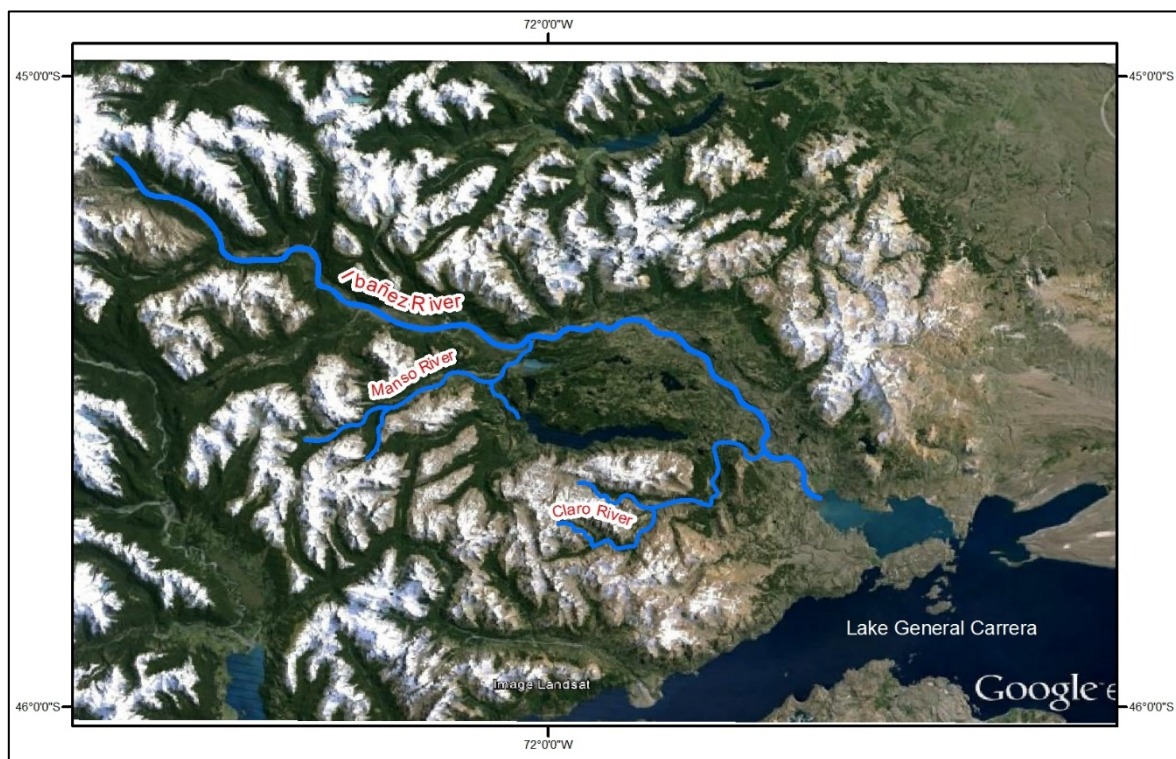 72°0'0"W
45°0'0"S
45°0'0"S
Ibañez River
Manso River
Claro River
Lake General Carrera
Image Landsat
Google e
46°0'0"S
46°0'0"S
72°0'0"W